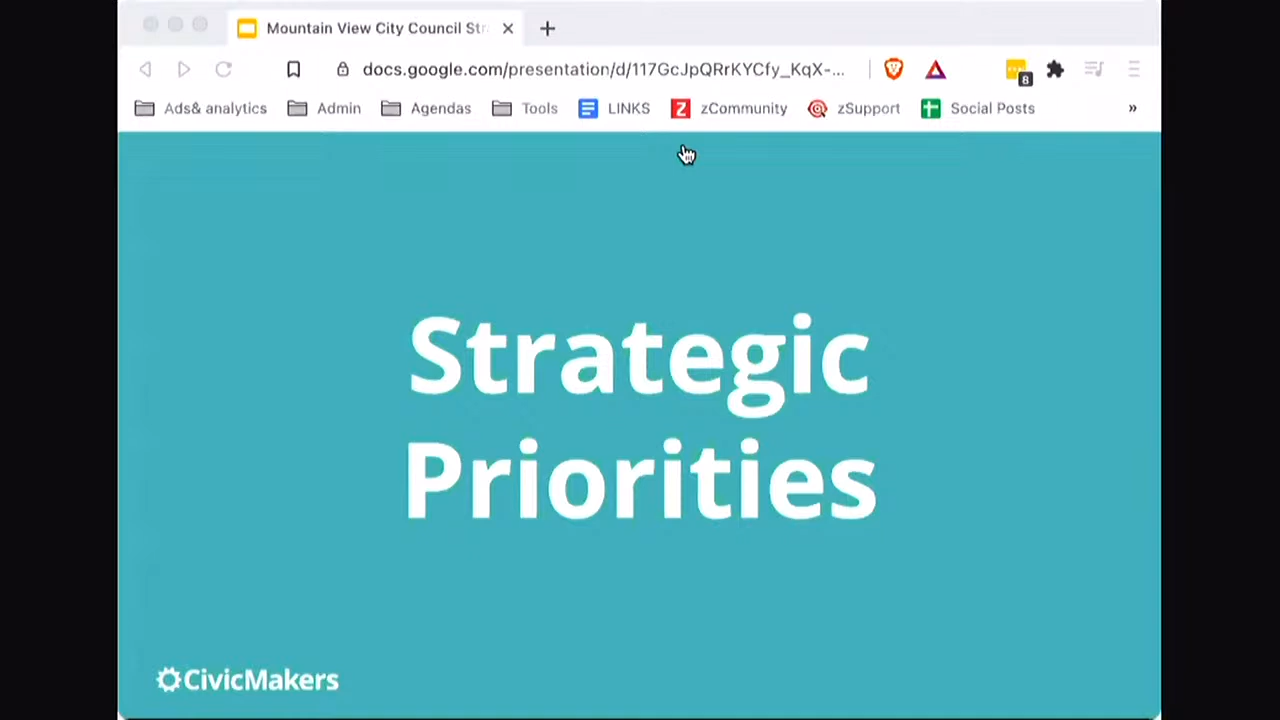 Mountain View City Council Str
docs.google.com/presentation/d/117GcJpQRrKYCfy_KqX-...
8
Ads& analytics Admin Agendas Tools LINKS zCommunity zSupport Social Posts »
Strategic
Priorities
CivicMakers